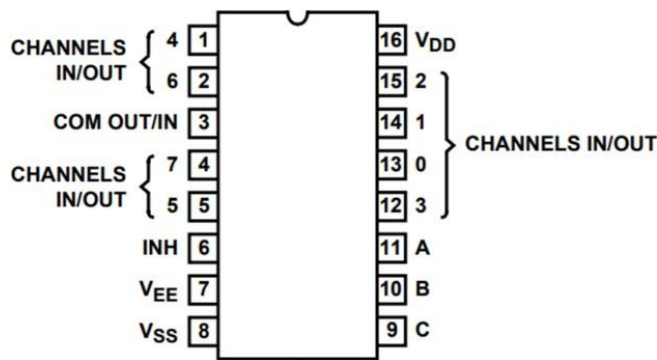 CHANNELS
IN/OUT
4 1
6 2
COM OUT/IN 3
CHANNELS
IN/OUT
7 4
5 5
INH 6
VEE 7
VSS 8
16 VDD
15 2
14 1
13 0
12 3
CHANNELS IN/OUT
11 A
10 B
9 C